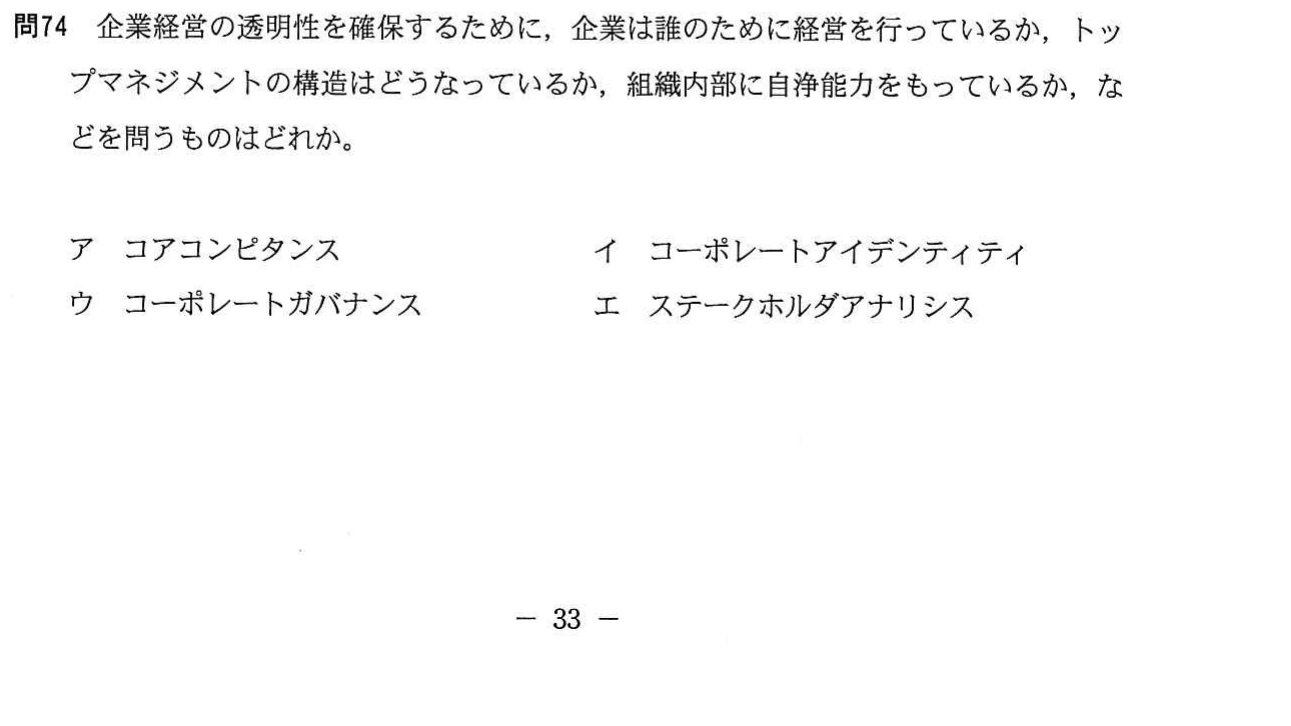 問74　企業経営の透明性を確保するために，企業は誰のために経営を行っているか，トッ
プマネジメントの構造はどうなっているか，組織内部に自浄能力をもっているか，な
どを問うものはどれか。
ア　コアコンピタンス　イ　コーポレートアイデンティティ
ウ　コーポレートガバナンス　エ　ステークホルダアナリシス
－ 33 －